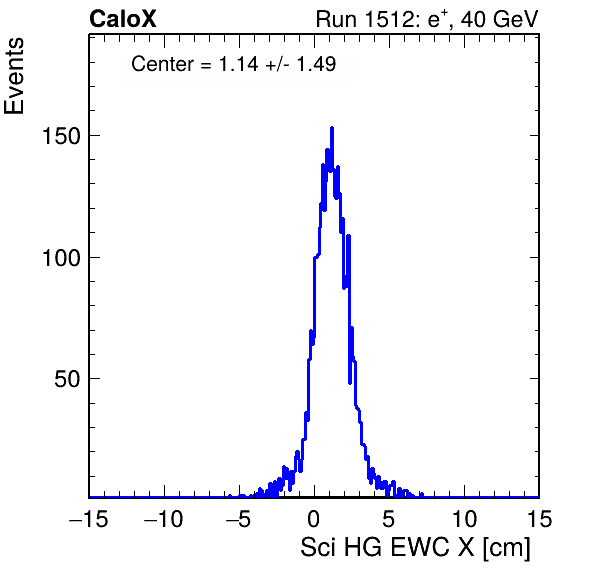 CaloX Run 1512: e⁺, 40 GeV
Center = 1.14 +/- 1.49
Events
150
100
50
−15 −10 −5 0 5 10 15
Sci HG EWC X [cm]